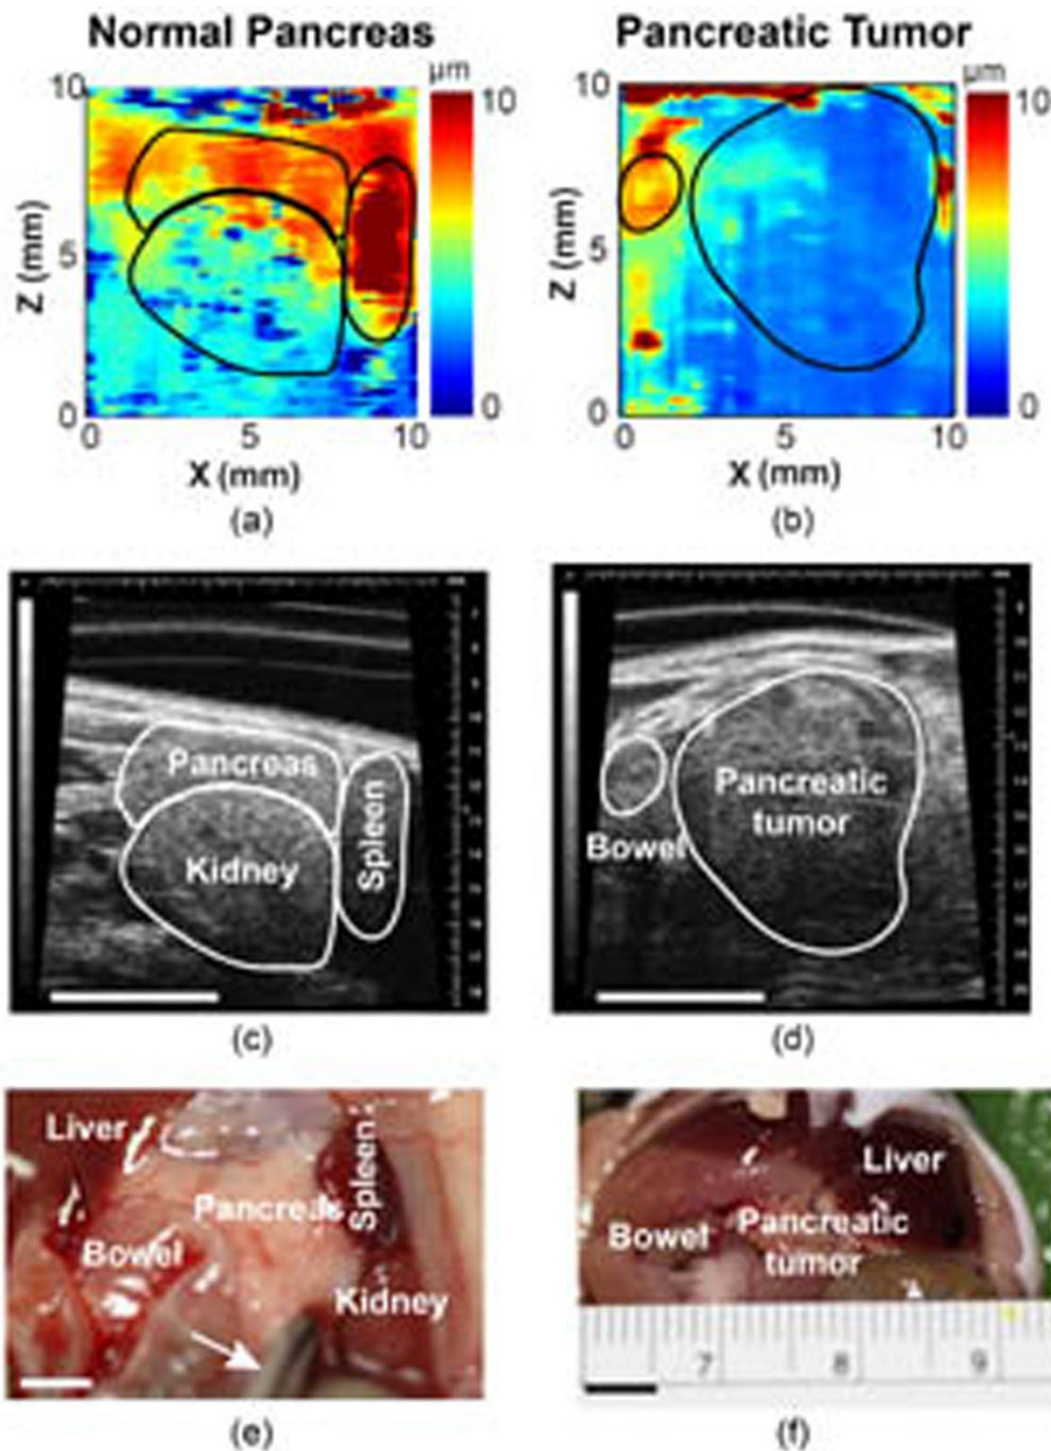 Normal Pancreas
Pancreatic Tumor
µm
10
10
Z (mm)
5
0
0
0
5
10
X (mm)
(a)
µm
10
10
Z (mm)
5
0
0
0
5
10
X (mm)
(b)
Pancreas
Kidney
Spleen
(c)
Pancreatic
tumor
Bowel
(d)
Liver
Spleen
Pancreas
Bowel
Kidney
(e)
Liver
Bowel
Pancreatic
tumor
7
8
9
(f)